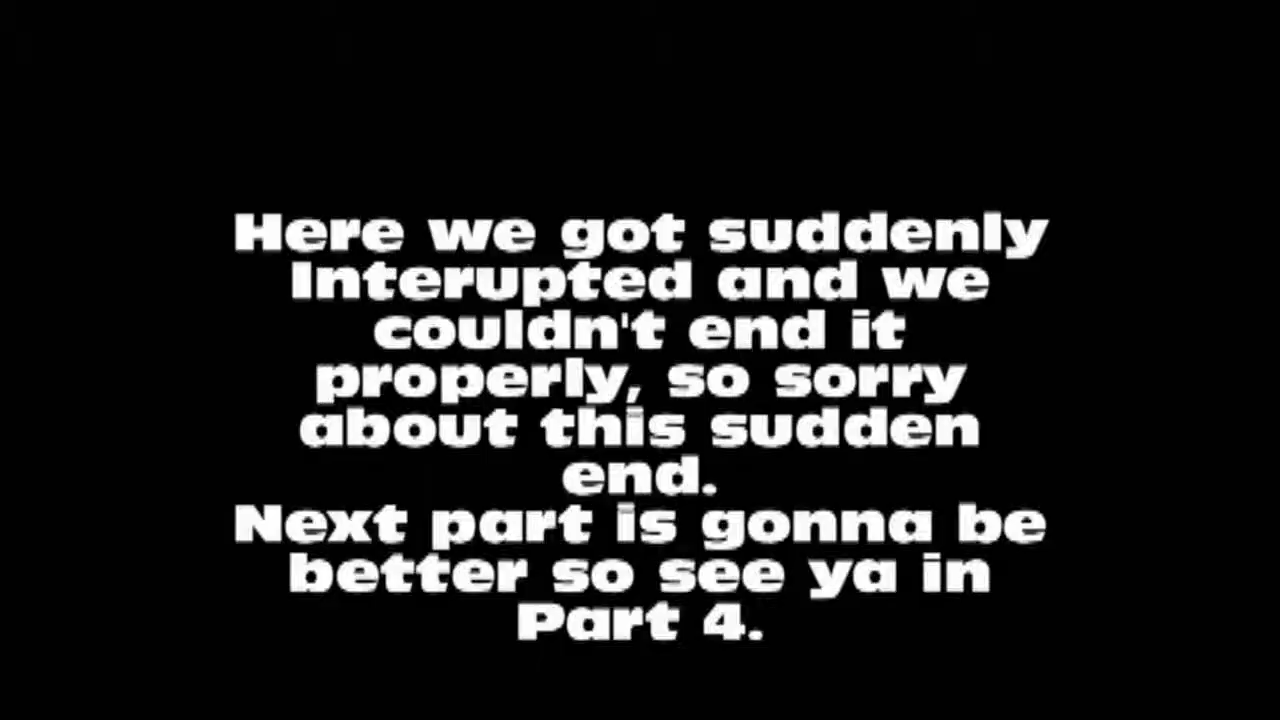 Here we got suddenly
Interupted and we
couldn't end it
properly, so sorry
about this sudden
end.
Next part is gonna be
better so see ya in
Part 4.